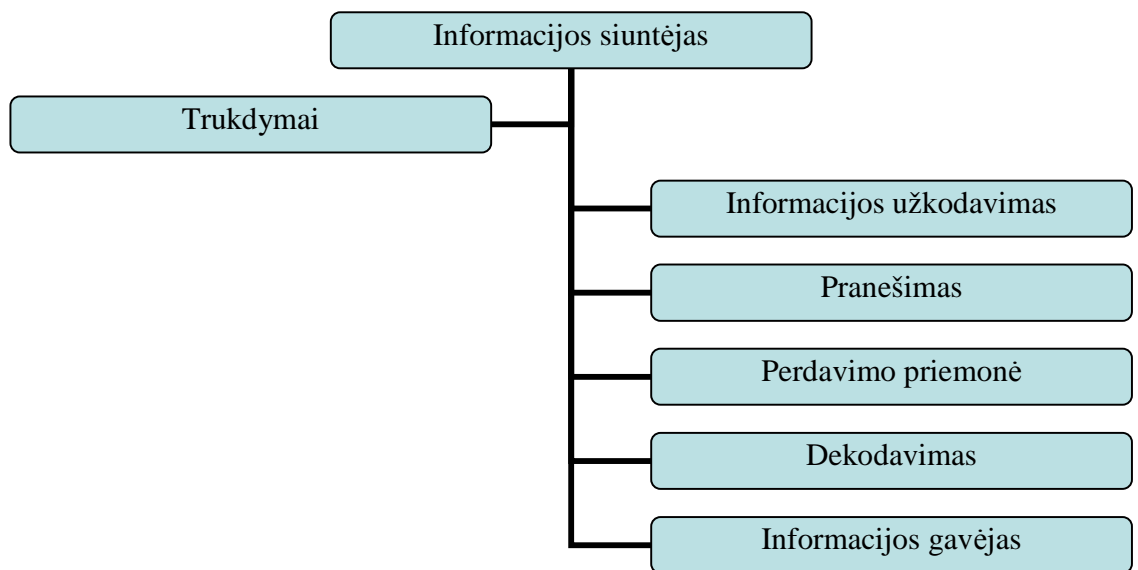 Informacijos siuntėjas
Trukdymai
Informacijos užkodavimas
Pranešimas
Perdavimo priemonė
Dekodavimas
Informacijos gavėjas